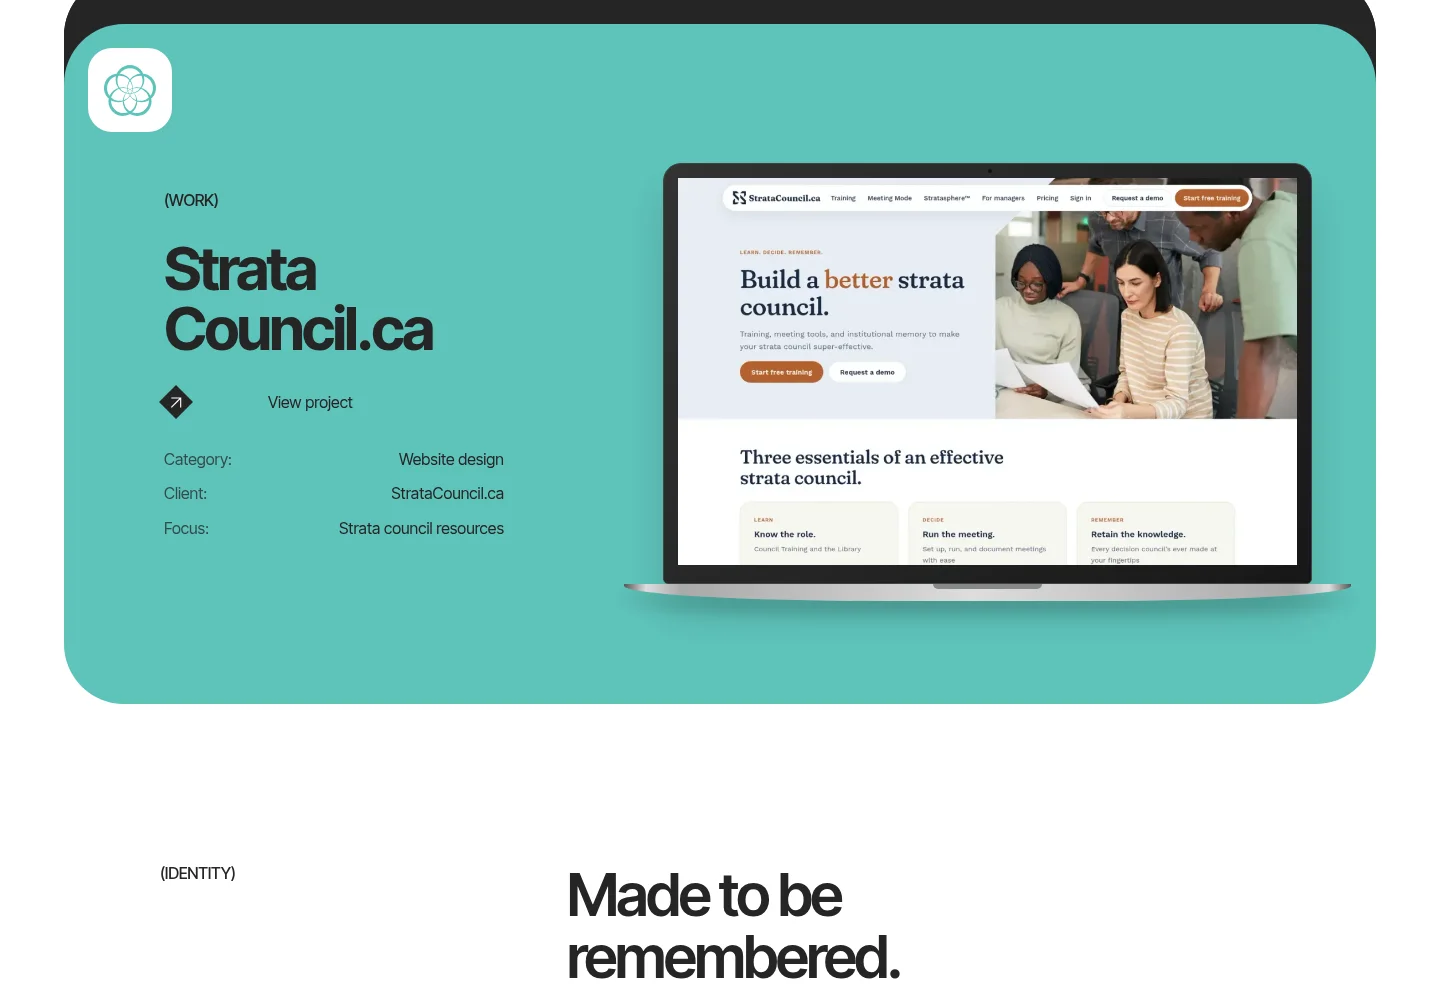 (WORK)
Strata
Council.ca
View project
Category:
Website design
Client:
StrataCouncil.ca
Focus:
Strata council resources
StrataCouncil.ca
Training
Meeting Mode
Stratasphere™
For managers
Pricing
Sign in
Request a demo
Start free training
LEARN. DECIDE. REMEMBER.
Build a better strata
council.
Training, meeting tools, and institutional memory to make
your strata council super-effective.
Start free training
Request a demo
Three essentials of an effective
strata council.
LEARN
Know the role.
Council Training and the Library
DECIDE
Run the meeting.
Set up, run, and document meetings
with ease
REMEMBER
Retain the knowledge.
Every decision council's ever made at
your fingertips
(IDENTITY)
Made to be
remembered.